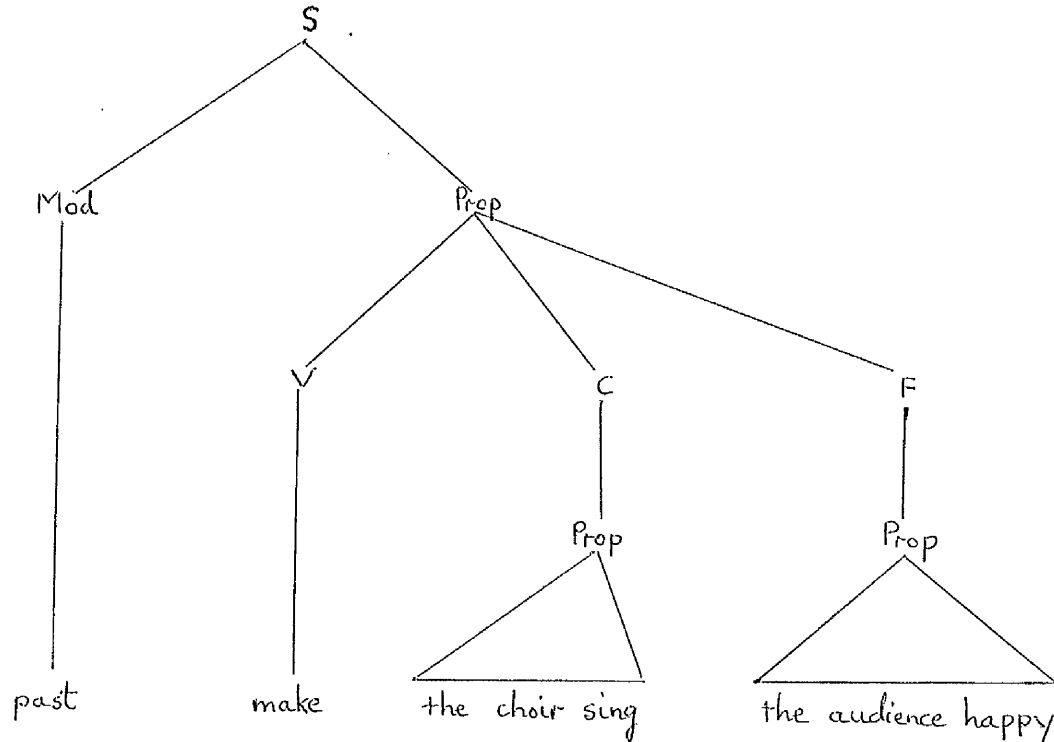 S
Mod Prop
V C F
Prop Prop
past make the choir sing the audience happy